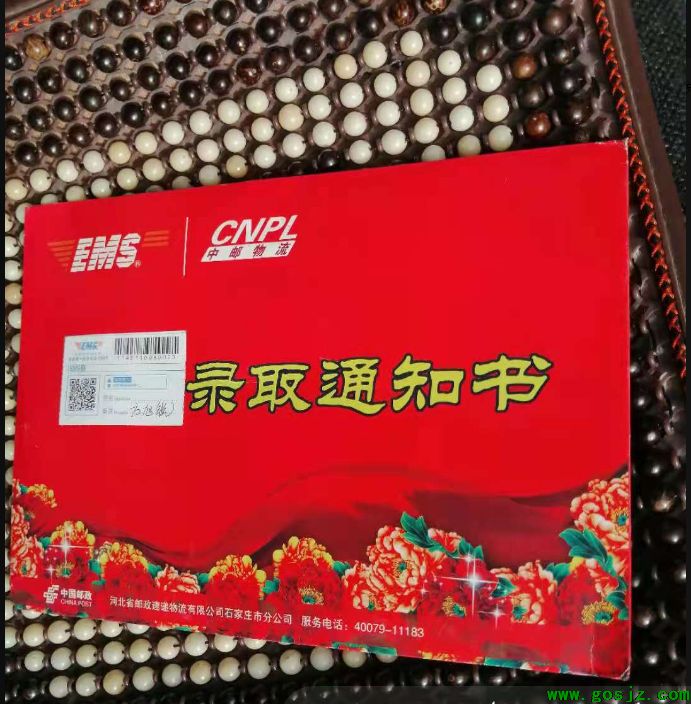 EMS®
CNPL
中邮物流
EMS
录取通知书
中国邮政
CHINA POST
河北省邮政速递物流有限公司石家庄市分公司 服务电话：40079-11183
www.gosjz.com